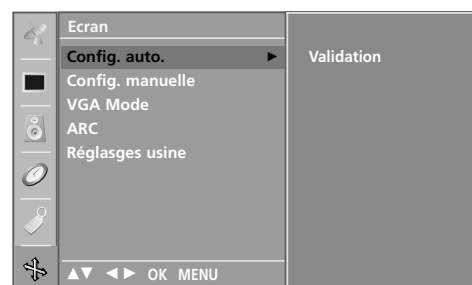 Ecran
Config. auto. ►
Validation
Config. manuelle
VGA Mode
ARC
Réglasges usine
▲▼ ◄► OK MENU